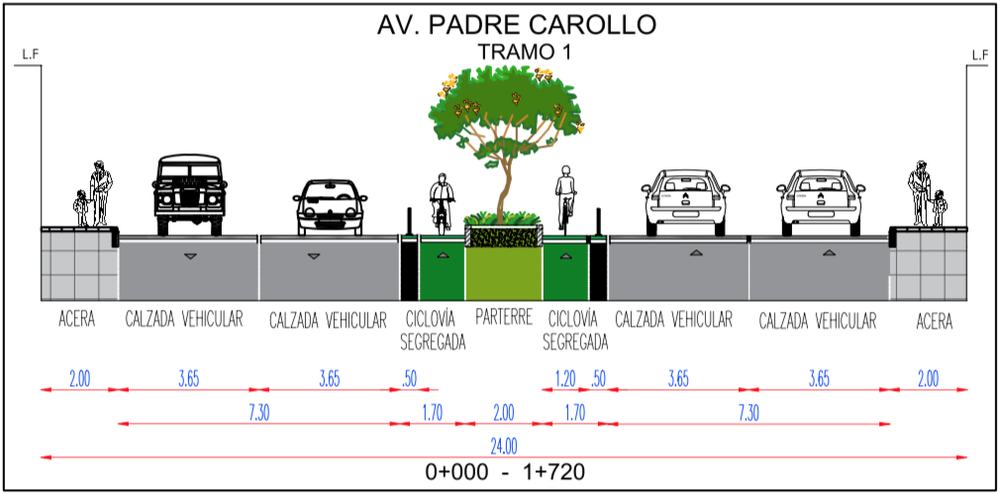 AV. PADRE CAROLLO
TRAMO 1
L.F
L.F
ACERA
CALZADA VEHICULAR
CALZADA VEHICULAR
CICLOVÍA
SEGREGADA
PARTERRE
CICLOVÍA
SEGREGADA
CALZADA VEHICULAR
CALZADA VEHICULAR
ACERA
2.00 3.65 3.65 .50 1.20 .50 3.65 3.65 2.00
7.30 1.70 2.00 1.70 7.30
24.00
0+000 - 1+720